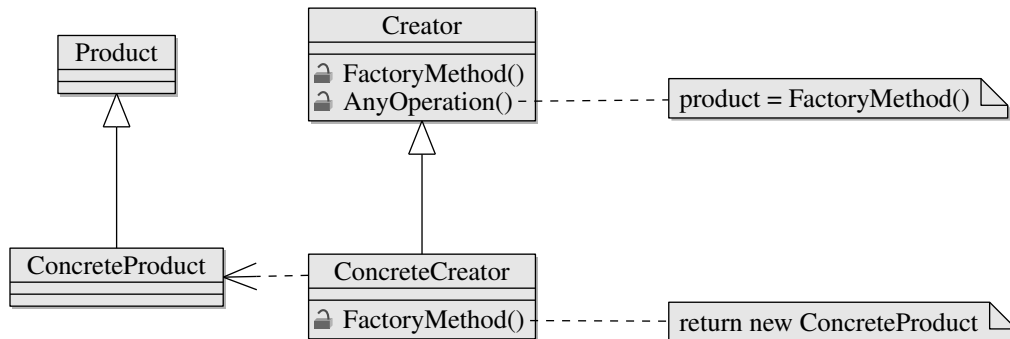 Product
Creator
FactoryMethod()
AnyOperation()
product = FactoryMethod()
ConcreteProduct
ConcreteCreator
FactoryMethod()
return new ConcreteProduct